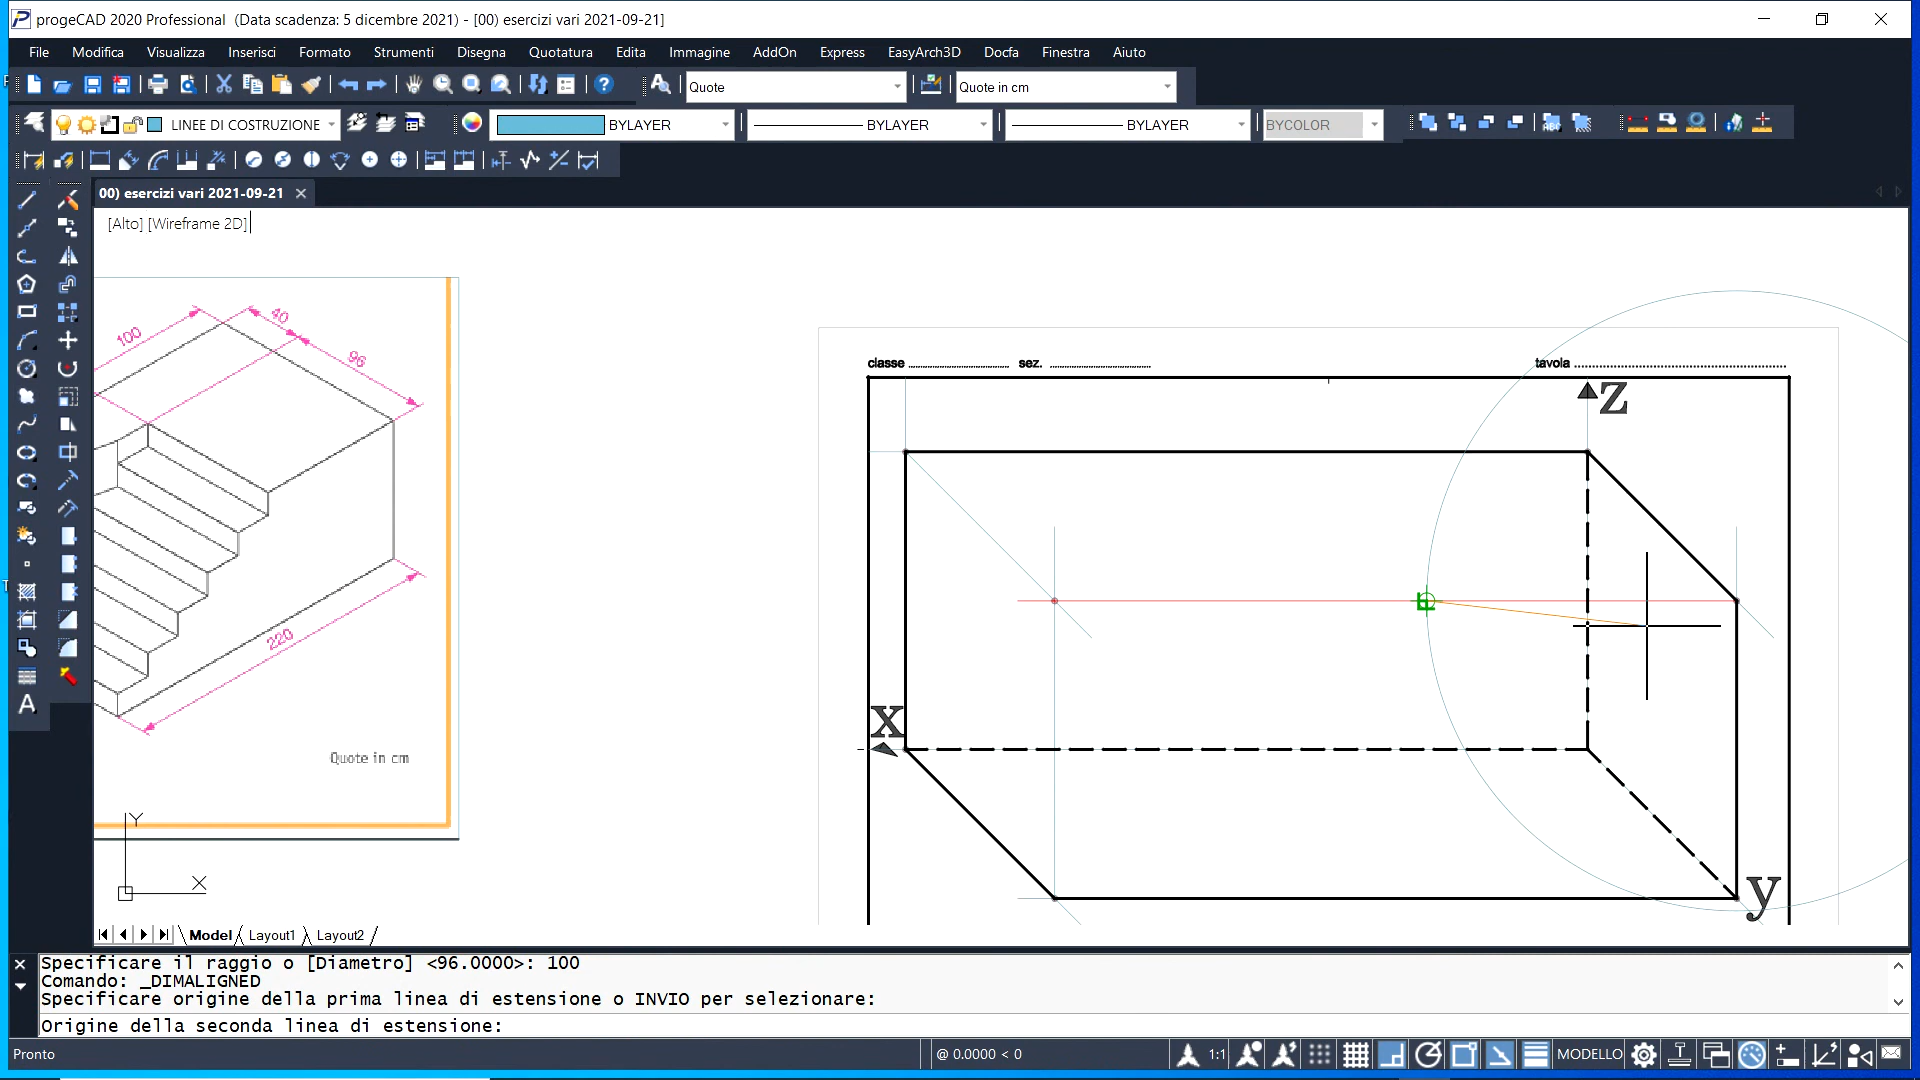 progeCAD 2020 Professional (Data scadenza: 5 dicembre 2021) - [00) esercizi vari 2021-09-21]
File Modifica Visualizza Inserisci Formato Strumenti Disegna Quotatura Edita Immagine AddOn Express EasyArch3D Docfa Finestra Aiuto
Quote Quote in cm
LINEE DI COSTRUZIONE BYLAYER BYLAYER BYLAYER BYCOLOR
00) esercizi vari 2021-09-21
[Alto] [Wireframe 2D]
100 40 96
220
Quote in cm
Y
X
classe sez. tavola
Z
X
y
Model Layout1 Layout2
Specificare il raggio o [Diametro] <96.0000>: 100
Comando: _DIMALIGNED
Specificare origine della prima linea di estensione o INVIO per selezionare:
Origine della seconda linea di estensione:
Pronto @ 0.0000 < 0 1:1 MODELLO